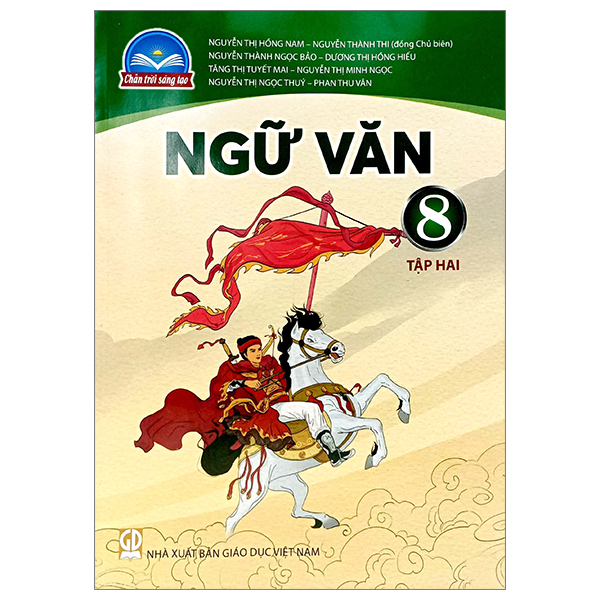 Chân trời sáng tạo
NGUYỄN THỊ HỒNG NAM – NGUYỄN THÀNH THI (đồng Chủ biên)
NGUYỄN THÀNH NGỌC BẢO – DƯƠNG THỊ HỒNG HIẾU
TĂNG THỊ TUYẾT MAI – NGUYỄN THỊ MINH NGỌC
NGUYỄN THỊ NGỌC THUÝ – PHAN THU VÂN
NGỮ VĂN
8
TẬP HAI
GD
NHÀ XUẤT BẢN GIÁO DỤC VIỆT NAM